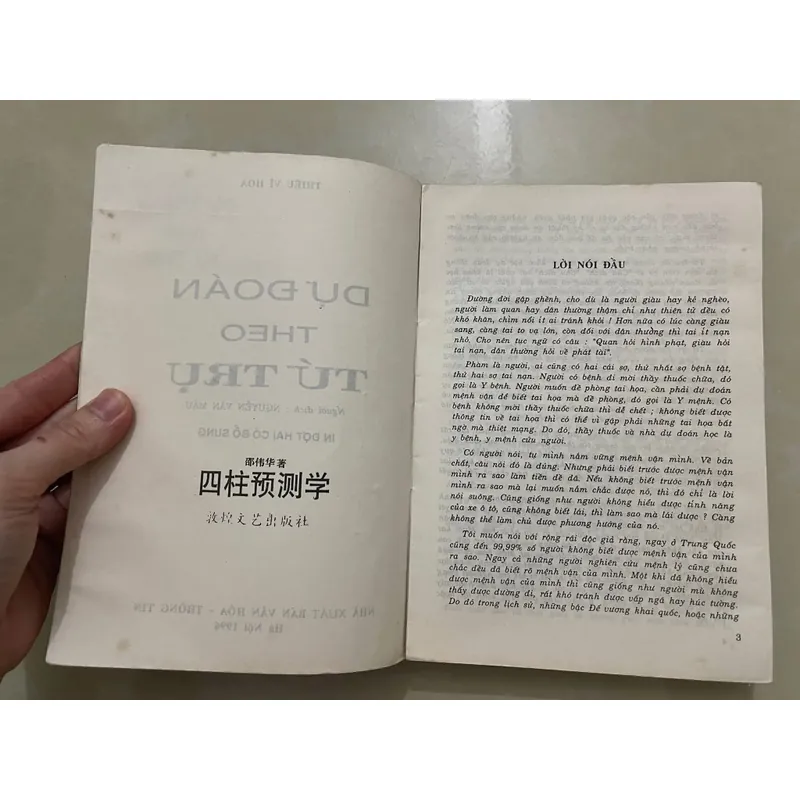 THIỆU VĨ HOA
DỰ ĐOÁN
THEO
TỨ TRỤ
Người dịch : NGUYỄN VĂN MẬU
IN ĐỢT HAI CÓ BỔ SUNG
邵伟华著
四柱预测学
敦煌文艺出版社
NHÀ XUẤT BẢN VĂN HÓA - THÔNG TIN
Hà Nội 1996
LỜI NÓI ĐẦU
Đường đời gập ghềnh, cho dù là người giàu hay kẻ nghèo,
người làm quan hay dân thường thậm chí như thiên tử đều có
khó khăn, chìm nổi ít ai tránh khỏi ! Hơn nữa có lúc càng giàu
sang, càng tai to vạ lớn, còn đối với dân thường thì tai ít nạn
nhỏ. Cho nên tục ngữ có câu : "Quan hỏi hình phạt, giàu hỏi
tai nạn, dân thường hỏi về phát tài".
Phàm là người, ai cũng có hai cái sợ, thứ nhất sợ bệnh tật,
thứ hai sợ tai nạn. Người có bệnh đi mời thầy thuốc chữa, đó
gọi là Y bệnh. Người muốn đề phòng tai họa, cần phải dự đoán
mệnh vận để biết tai họa mà đề phòng, đó gọi là Y mệnh. Có
bệnh không mời thầy thuốc chữa thì dễ chết ; không biết được
thông tin về tai họa thì có thể vì gặp phải những tai họa bất
ngờ mà thiệt mạng. Do đó, thầy thuốc và nhà dự đoán học là
y bệnh, y mệnh cứu người.
Có người nói, tự mình nắm vững mệnh vận mình. Về bản
chất, câu nói đó là đúng. Nhưng phải biết trước được mệnh vận
mình ra sao làm tiền đề đã. Nếu không biết trước mệnh vận
mình ra sao mà lại muốn nắm chắc được nó, thì đó chỉ là lời
nói suông. Cũng giống như người không hiểu được tính năng
của xe ô tô, cũng không biết lái, thì làm sao mà lái được ? Càng
không thể làm chủ được phương hướng của nó.
Tôi muốn nói với rộng rãi độc giả rằng, ngay ở Trung Quốc
cũng đến 99,99% số người không biết được mệnh vận của mình
ra sao. Ngay cả những người nghiên cứu mệnh lý cũng chưa
chắc đều đã biết rõ mệnh vận của mình. Một khi đã không hiểu
được mệnh vận của mình thì cũng giống như người mù không
thấy được đường đi, rất khó tránh được vấp ngã hay húc tường.
Do đó trong lịch sử, những bậc Đế vương khai quốc, hoặc những
3